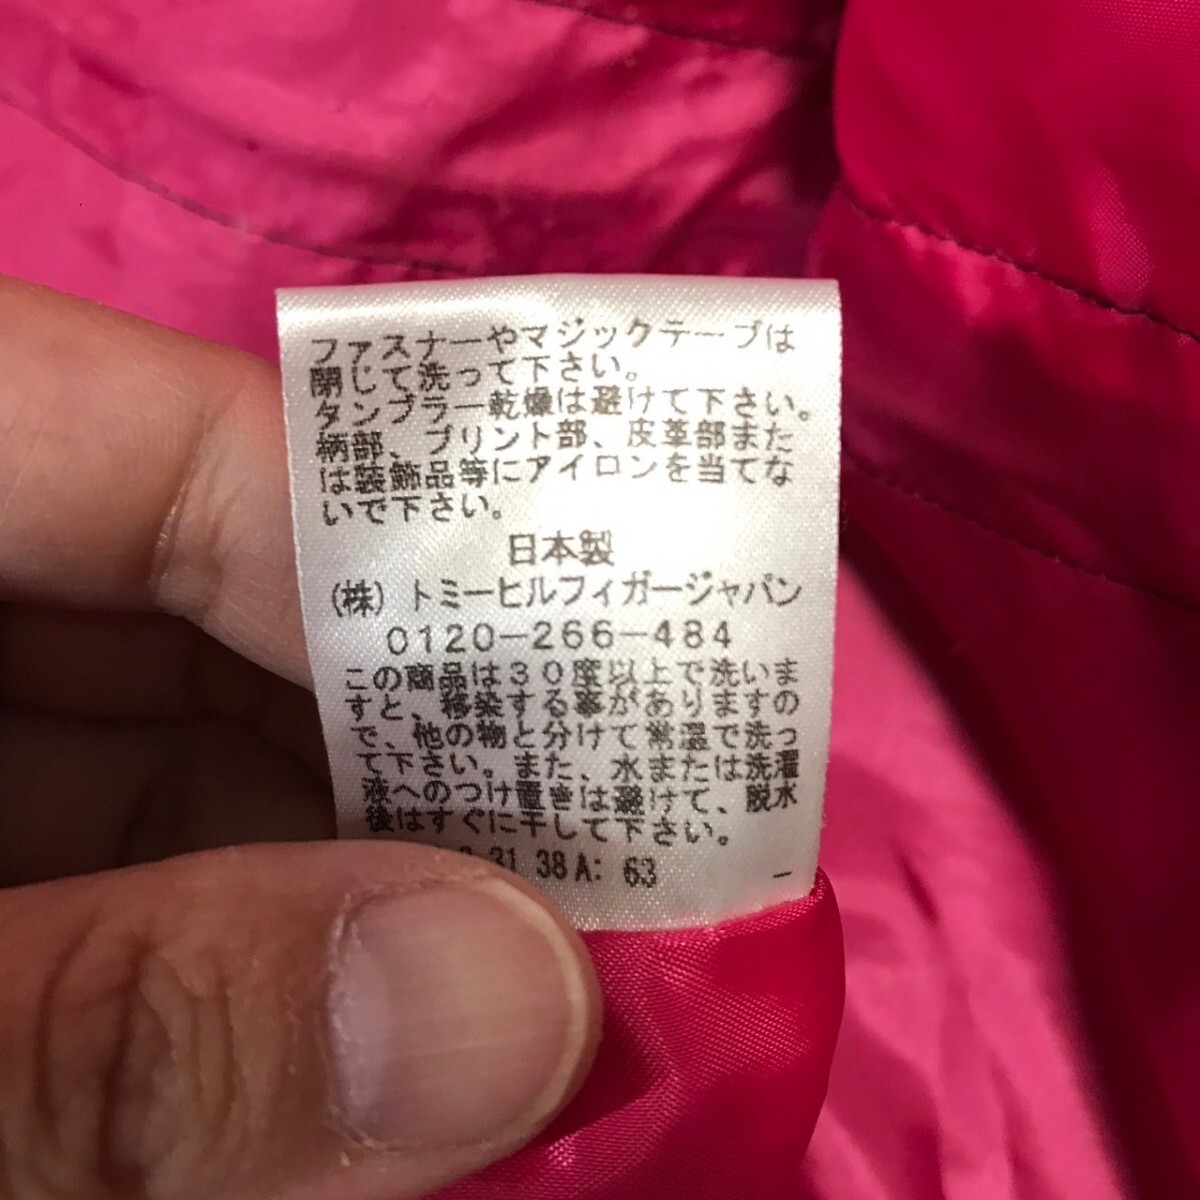 ファスナーやマジックテープは
閉じて洗って下さい。
タンブラー乾燥は避けて下さい。
柄部、プリント部、皮革部また
は装飾品等にアイロンを当てな
いで下さい。
日本製
(株)トミーヒルフィガージャパン
0120-266-484
この商品は30度以上で洗いま
すと、移染する事がありますの
で、他の物と分けて常温で洗っ
て下さい。また、水または洗濯
液へのつけ置きは避けて、脱水
後はすぐに干して下さい。
31 38A: 63 -